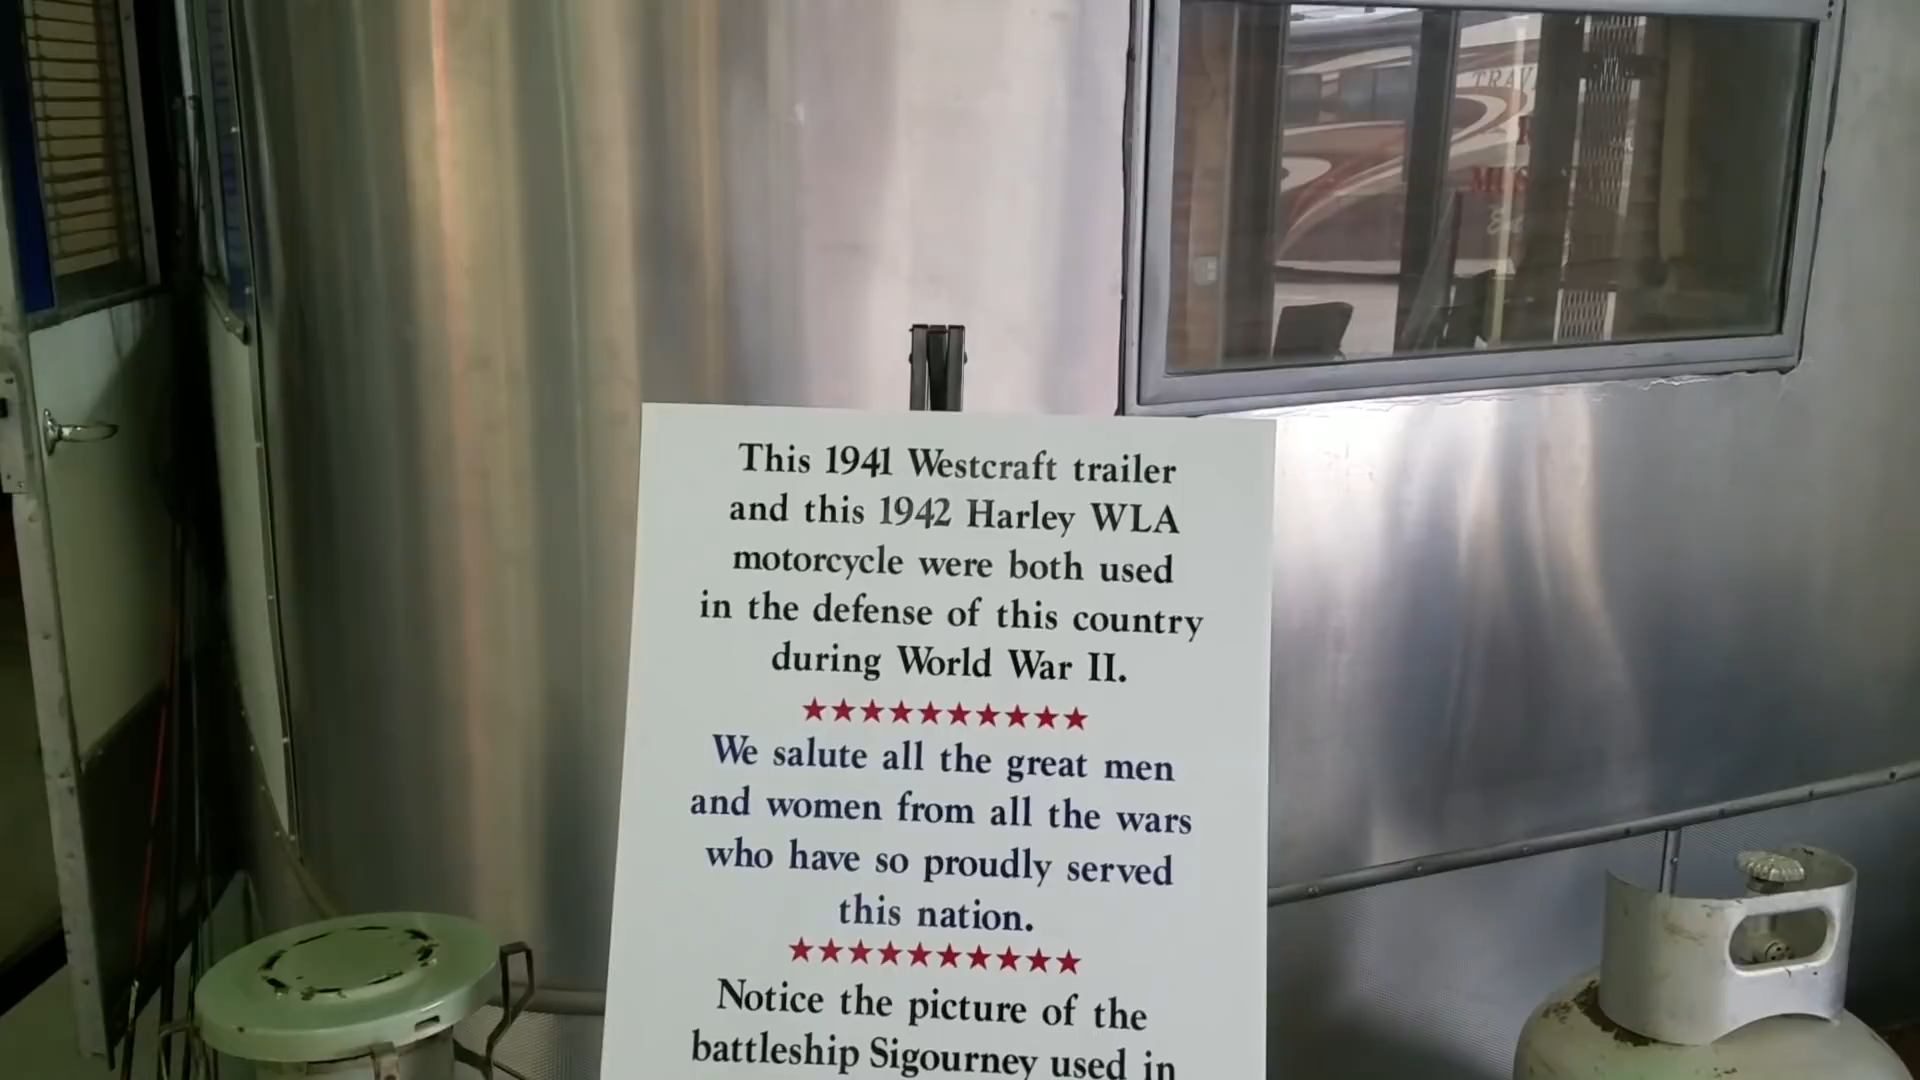 TRAV
MUS
This 1941 Westcraft trailer
and this 1942 Harley WLA
motorcycle were both used
in the defense of this country
during World War II.
★★★★★★★★★★
We salute all the great men
and women from all the wars
who have so proudly served
this nation.
★★★★★★★★★★
Notice the picture of the
battleship Sigourney used in